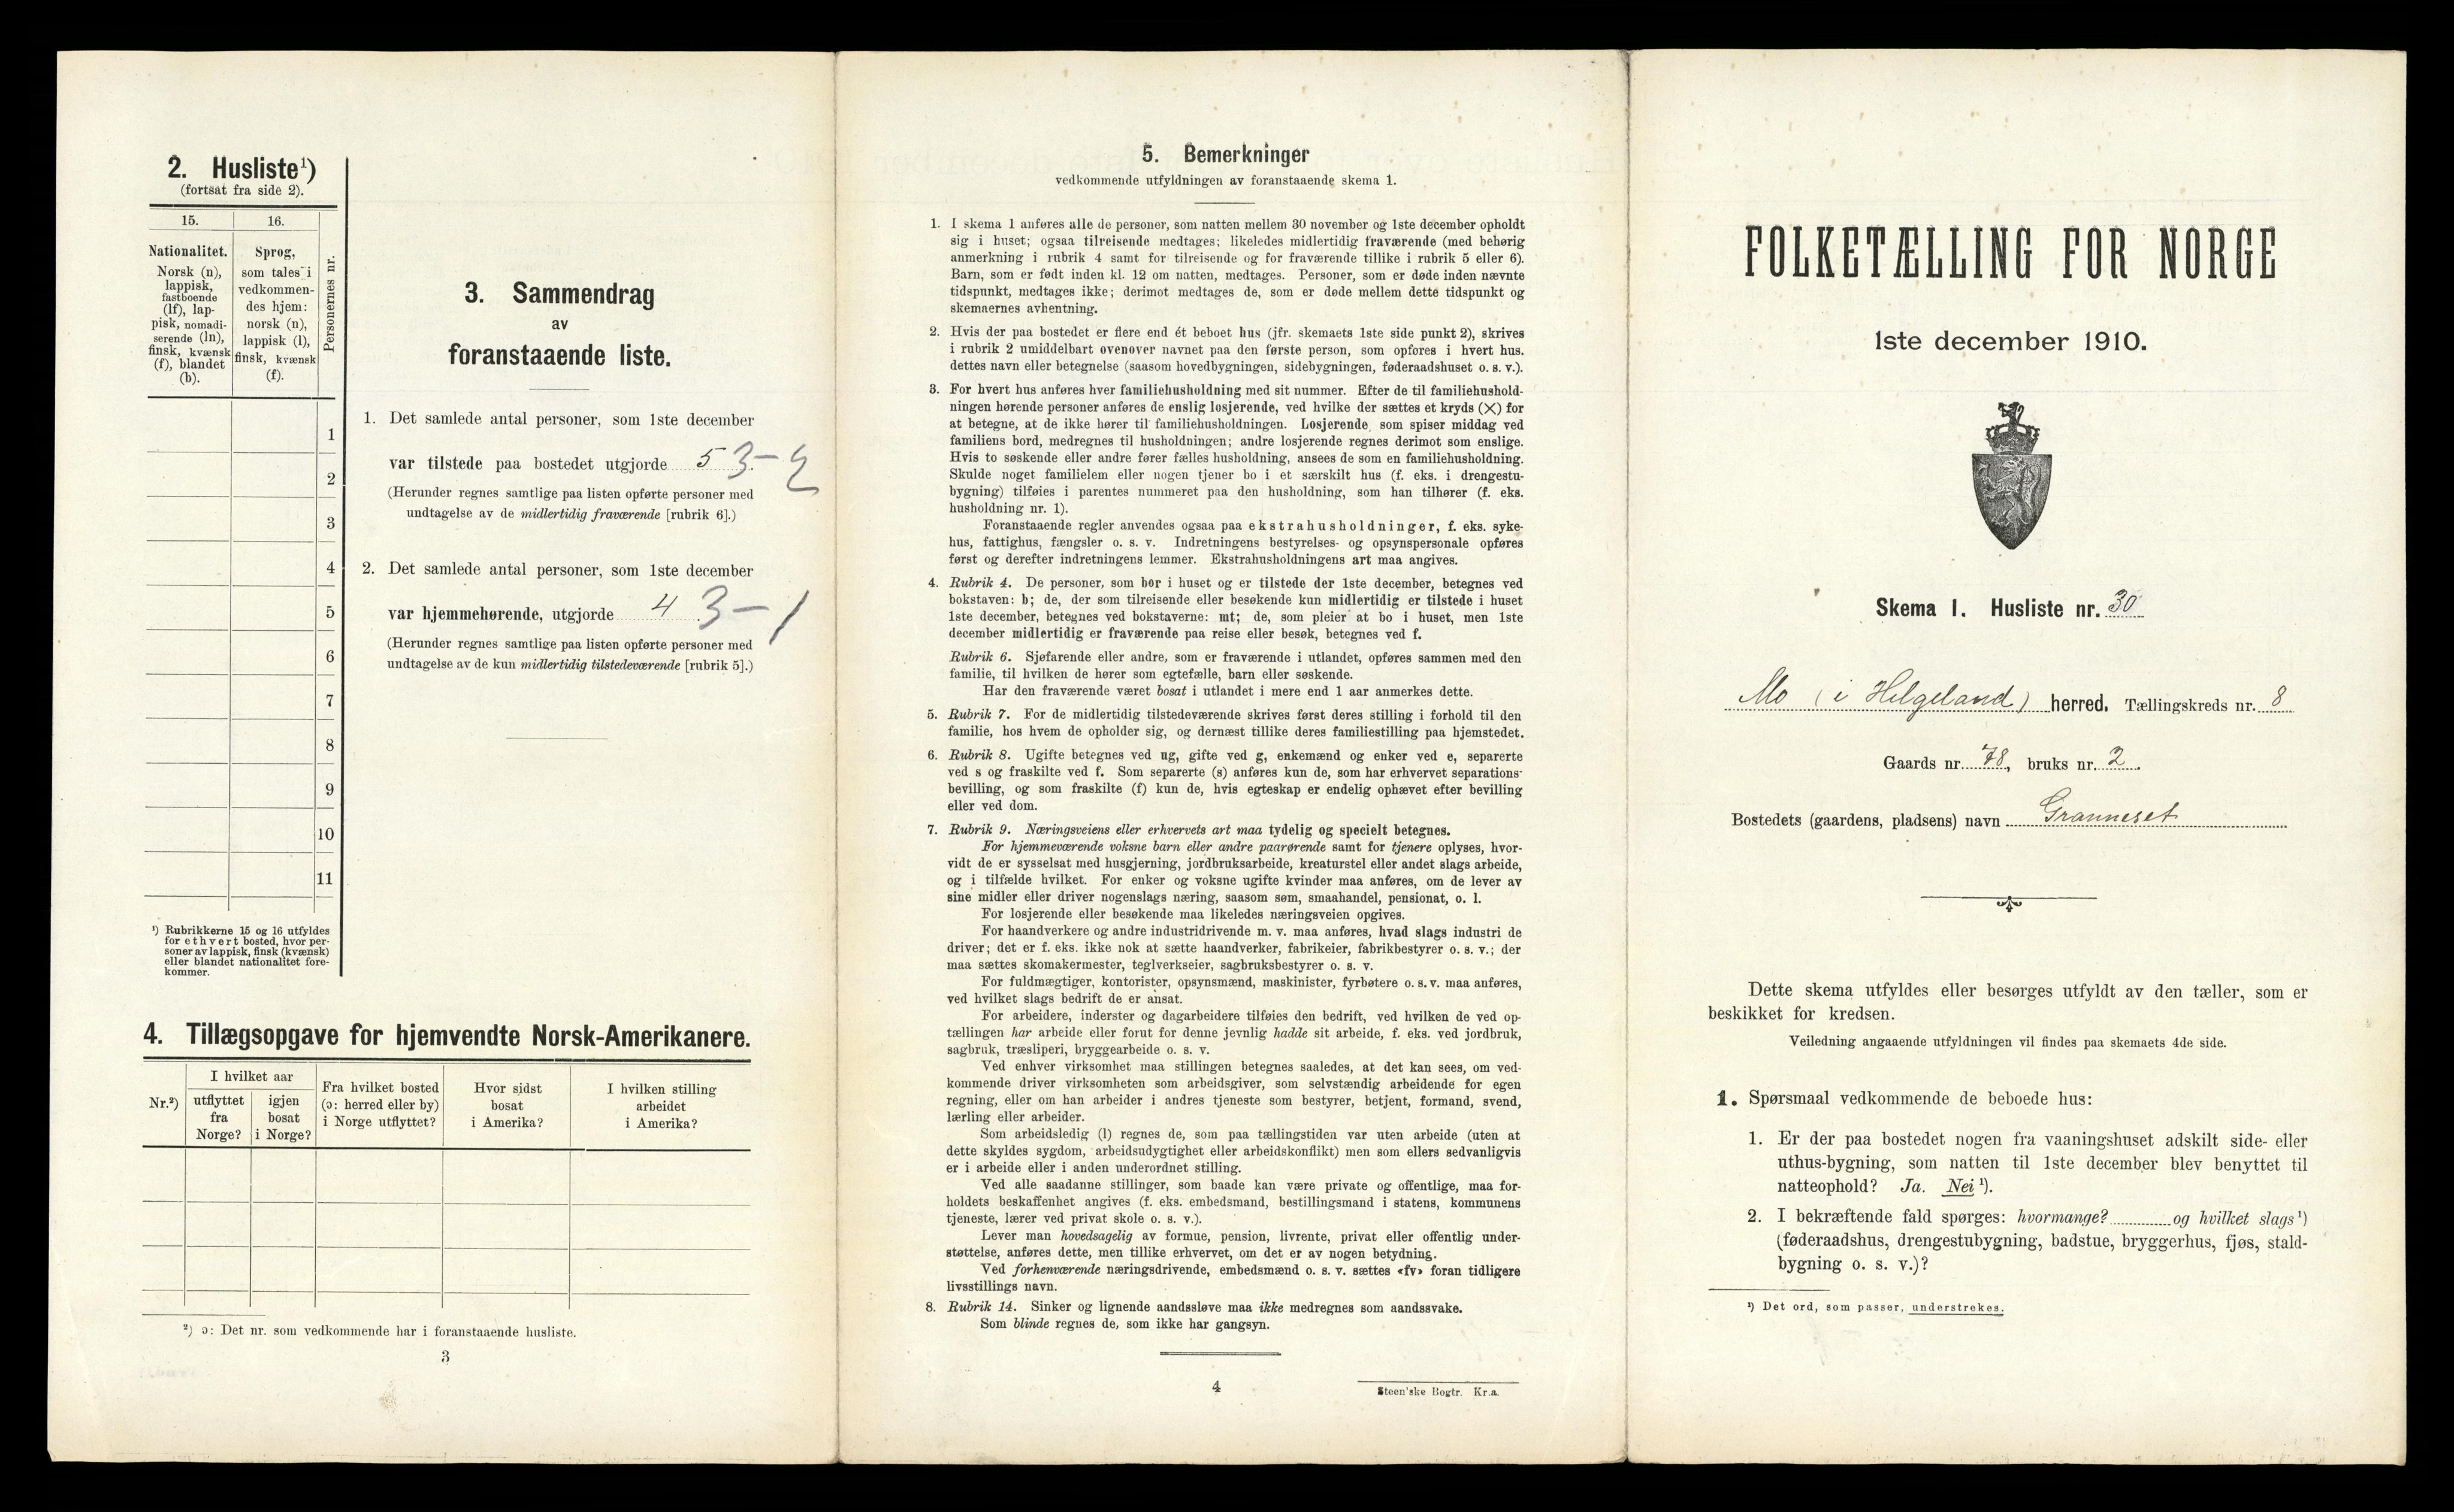 2. Husliste¹)
(fortsat fra side 2).
15.
16.
Personernes nr.
Nationalitet.
Norsk (n),
lappisk,
fastboende
(lf), lap-
pisk, nomadi-
serende (ln),
finsk, kvænsk
(f), blandet
(b).
Sprog,
som tales i
vedkommen-
des hjem:
norsk (n),
lappisk (l),
finsk, kvænsk
(f).
1
2
3
4
5
6
7
8
9
10
11
¹) Rubrikkerne 15 og 16 utfyldes
for ethvert bosted, hvor per-
soner av lappisk, finsk (kvænsk)
eller blandet nationalitet fore-
kommer.
3. Sammendrag
av
foranstaaende liste.
1. Det samlede antal personer, som 1ste december
var tilstede paa bostedet utgjorde 5 3-2
(Herunder regnes samtlige paa listen opførte personer med
undtagelse av de midlertidig fraværende [rubrik 6].)
2. Det samlede antal personer, som 1ste december
var hjemmehørende, utgjorde 4 3-1
(Herunder regnes samtlige paa listen opførte personer med
undtagelse av de kun midlertidig tilstedeværende [rubrik 5].)
4. Tillægsopgave for hjemvendte Norsk-Amerikanere.
Nr.²)
I hvilket aar
utflyttet
fra
Norge?
igjen
bosat
i Norge?
Fra hvilket bosted
(ɔ: herred eller by)
i Norge utflyttet?
Hvor sidst
bosat
i Amerika?
I hvilken stilling
arbeidet
i Amerika?
²) ɔ: Det nr. som vedkommende har i foranstaaende husliste.
3
5. Bemerkninger
vedkommende utfyldningen av foranstaaende skema 1.
1. I skema 1 anføres alle de personer, som natten mellem 30 november og 1ste december opholdt
sig i huset; ogsaa tilreisende medtages; likeledes midlertidig fraværende (med behørig
anmerkning i rubrik 4 samt for tilreisende og for fraværende tillike i rubrik 5 eller 6).
Barn, som er født inden kl. 12 om natten, medtages. Personer, som er døde inden nævnte
tidspunkt, medtages ikke; derimot medtages de, som er døde mellem dette tidspunkt og
skemaernes avhentning.
2. Hvis der paa bostedet er flere end ét beboet hus (jfr. skemaets 1ste side punkt 2), skrives
i rubrik 2 umiddelbart ovenover navnet paa den første person, som opføres i hvert hus.
dettes navn eller betegnelse (saasom hovedbygningen, sidebygningen, føderaadshuset o. s. v.).
3. For hvert hus anføres hver familiehusholdning med sit nummer. Efter de til familiehushold-
ningen hørende personer anføres de enslig losjerende, ved hvilke der sættes et kryds (×) for
at betegne, at de ikke hører til familiehusholdningen. Losjerende som spiser middag ved
familiens bord, medregnes til husholdningen; andre losjerende regnes derimot som enslige.
Hvis to søskende eller andre fører fælles husholdning, ansees de som en familiehusholdning.
Skulde noget familielem eller nogen tjener bo i et særskilt hus (f. eks. i drengestu-
bygning) tilføies i parentes nummeret paa den husholdning, som han tilhører (f. eks.
husholdning nr. 1).
Foranstaaende regler anvendes ogsaa paa ekstrahusholdninger, f. eks. syke-
hus, fattighus, fængsler o. s. v. Indretningens bestyrelses- og opsynspersonale opføres
først og derefter indretningens lemmer. Ekstrahusholdningens art maa angives.
4. Rubrik 4. De personer, som bor i huset og er tilstede der 1ste december, betegnes ved
bokstaven: b; de, der som tilreisende eller besøkende kun midlertidig er tilstede i huset
1ste december, betegnes ved bokstaverne: mt; de, som pleier at bo i huset, men 1ste
december midlertidig er fraværende paa reise eller besøk, betegnes ved f.
Rubrik 6. Sjøfarende eller andre, som er fraværende i utlandet, opføres sammen med den
familie, til hvilken de hører som egtefælle, barn eller søskende.
Har den fraværende været bosat i utlandet i mere end 1 aar anmerkes dette.
5. Rubrik 7. For de midlertidig tilstedeværende skrives først deres stilling i forhold til den
familie, hos hvem de opholder sig, og dernæst tillike deres familiestilling paa hjemstedet.
6. Rubrik 8. Ugifte betegnes ved ug, gifte ved g, enkemænd og enker ved e, separerte
ved s og fraskilte ved f. Som separerte (s) anføres kun de, som har erhvervet separations-
bevilling, og som fraskilte (f) kun de, hvis egteskap er endelig ophævet efter bevilling
eller ved dom.
7. Rubrik 9. Næringsveiens eller erhvervets art maa tydelig og specielt betegnes.
For hjemmeværende voksne barn eller andre paarørende samt for tjenere oplyses, hvor-
vidt de er sysselsat med husgjerning, jordbruksarbeide, kreaturstel eller andet slags arbeide,
og i tilfælde hvilket. For enker og voksne ugifte kvinder maa anføres, om de lever av
sine midler eller driver nogenslags næring, saasom søm, smaahandel, pensionat, o. l.
For losjerende eller besøkende maa likeledes næringsveien opgives.
For haandverkere og andre industridrivende m. v. maa anføres, hvad slags industri de
driver; det er f. eks. ikke nok at sætte haandverker, fabrikeier, fabrikbestyrer o. s. v.; der
maa sættes skomakermester, teglverkseier, sagbruksbestyrer o. s. v.
For fuldmægtiger, kontorister, opsynsmænd, maskinister, fyrbøtere o. s. v. maa anføres,
ved hvilket slags bedrift de er ansat.
For arbeidere, inderster og dagarbeidere tilføies den bedrift, ved hvilken de ved op-
tællingen har arbeide eller forut for denne jevnlig hadde sit arbeide, f. eks. ved jordbruk,
sagbruk, træsliperi, bryggearbeide o. s. v.
Ved enhver virksomhet maa stillingen betegnes saaledes, at det kan sees, om ved-
kommende driver virksomheten som arbeidsgiver, som selvstændig arbeidende for egen
regning, eller om han arbeider i andres tjeneste som bestyrer, betjent, formand, svend,
lærling eller arbeider.
Som arbeidsledig (l) regnes de, som paa tællingstiden var uten arbeide (uten at
dette skyldes sygdom, arbeidsudygtighet eller arbeidskonflikt) men som ellers sedvanligvis
er i arbeide eller i anden underordnet stilling.
Ved alle saadanne stillinger, som baade kan være private og offentlige, maa for-
holdets beskaffenhet angives (f. eks. embedsmand, bestillingsmand i statens, kommunens
tjeneste, lærer ved privat skole o. s. v.).
Lever man hovedsagelig av formue, pension, livrente, privat eller offentlig under-
støttelse, anføres dette, men tillike erhvervet, om det er av nogen betydning.
Ved forhenværende næringsdrivende, embedsmænd o. s. v. sættes «fv» foran tidligere
livsstillings navn.
8. Rubrik 14. Sinker og lignende aandssløve maa ikke medregnes som aandssvake.
Som blinde regnes de, som ikke har gangsyn.
4
Steen'ske Bogtr. Kr.a.
FOLKETÆLLING FOR NORGE
1ste december 1910.
Skema 1. Husliste nr. 30
Mo (i Helgeland) herred. Tællingskreds nr. 8
Gaards nr. 78, bruks nr. 2.
Bostedets (gaardens, pladsens) navn Granneset
Dette skema utfyldes eller besørges utfyldt av den tæller, som er
beskikket for kredsen.
Veiledning angaaende utfyldningen vil findes paa skemaets 4de side.
1. Spørsmaal vedkommende de beboede hus:
1. Er der paa bostedet nogen fra vaaningshuset adskilt side- eller
uthus-bygning, som natten til 1ste december blev benyttet til
natteophold? Ja. Nei ¹).
2. I bekræftende fald spørges: hvormange? og hvilket slags ¹)
(føderaadshus, drengestubygning, badstue, bryggerhus, fjøs, stald-
bygning o. s. v.)?
¹) Det ord, som passer, understrekes.